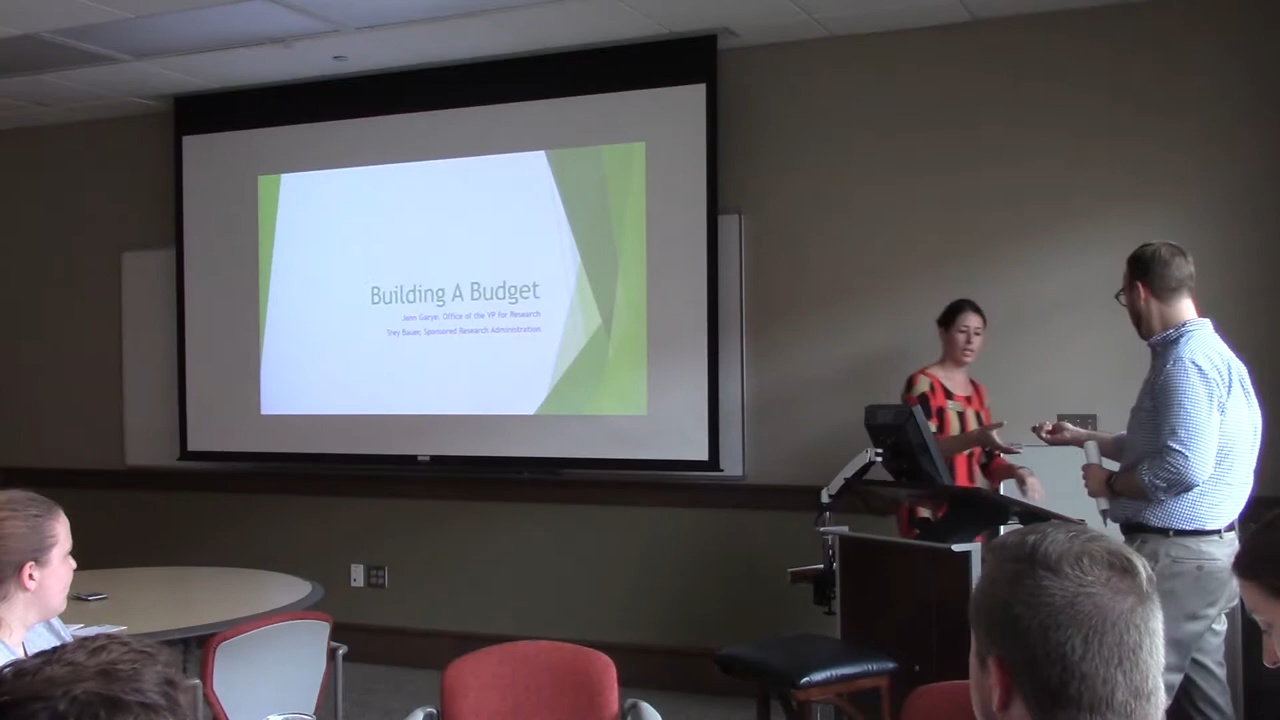 Building A Budget
Jenn Garye, Office of the VP for Research
Trey Bauer, Sponsored Research Administration